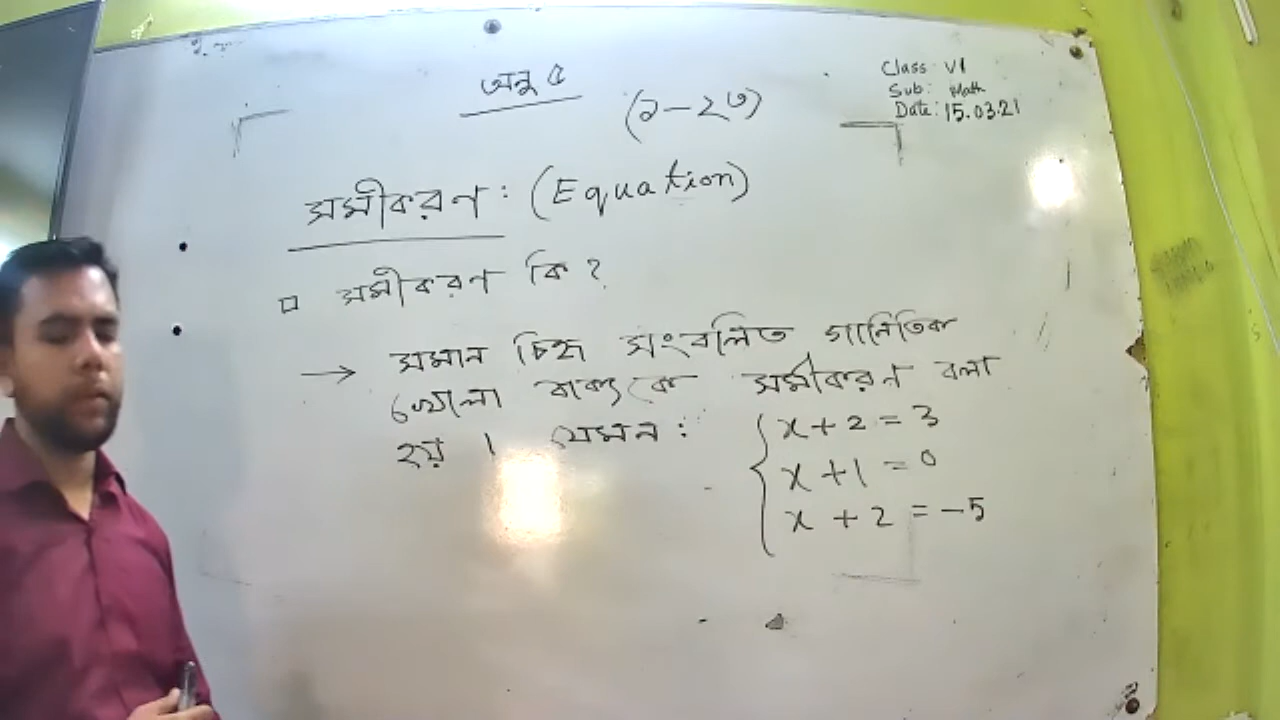 অনু ৫
(১-২৩)
Class: VI
Sub: Math
Date: 15.03.21
সমীকরণ : (Equation)
□ সমীকরণ কি ?
→ সমান চিহ্ন সংবলিত গানিতিক
খোলা বাক্যকে সমীকরণ বলা
হয় । যেমন :
x + 2 = 3
x + 1 = 0
x + 2 = -5